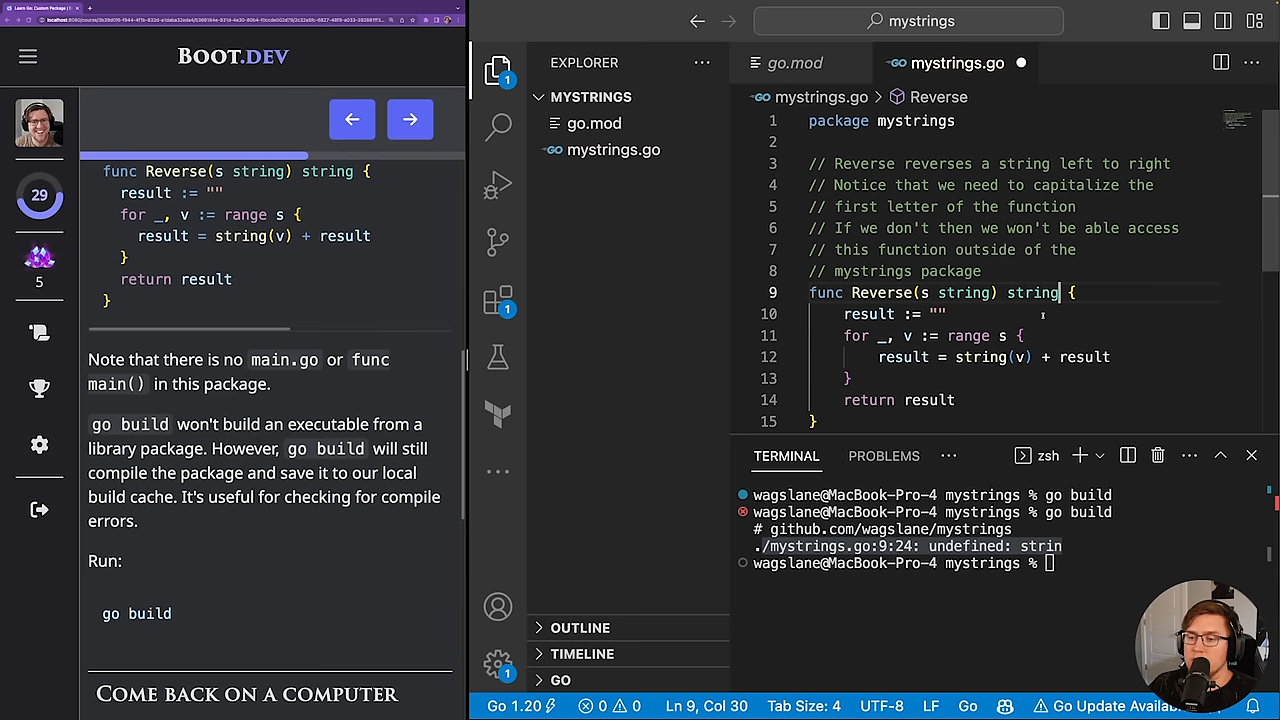 Learn Go: Custom Package
BOOT.DEV
29
5
func Reverse(s string) string {
result := ""
for _, v := range s {
result = string(v) + result
}
return result
}
Note that there is no main.go or func
main() in this package.
go build won't build an executable from a
library package. However, go build will still
compile the package and save it to our local
build cache. It's useful for checking for compile
errors.
Run:
go build
COME BACK ON A COMPUTER
mystrings
1
1
1
EXPLORER
MYSTRINGS
go.mod
mystrings.go
OUTLINE
TIMELINE
GO
go.mod
mystrings.go
mystrings.go > Reverse
1 package mystrings
2
3 // Reverse reverses a string left to right
4 // Notice that we need to capitalize the
5 // first letter of the function
6 // If we don't then we won't be able access
7 // this function outside of the
8 // mystrings package
9 func Reverse(s string) string {
10 result := ""
11 for _, v := range s {
12 result = string(v) + result
13 }
14 return result
15 }
TERMINAL PROBLEMS zsh
wagslane@MacBook-Pro-4 mystrings % go build
wagslane@MacBook-Pro-4 mystrings % go build
# github.com/wagslane/mystrings
./mystrings.go:9:24: undefined: strin
wagslane@MacBook-Pro-4 mystrings %
Go 1.20 0 0 Ln 9, Col 30 Tab Size: 4 UTF-8 LF Go Go Update Available